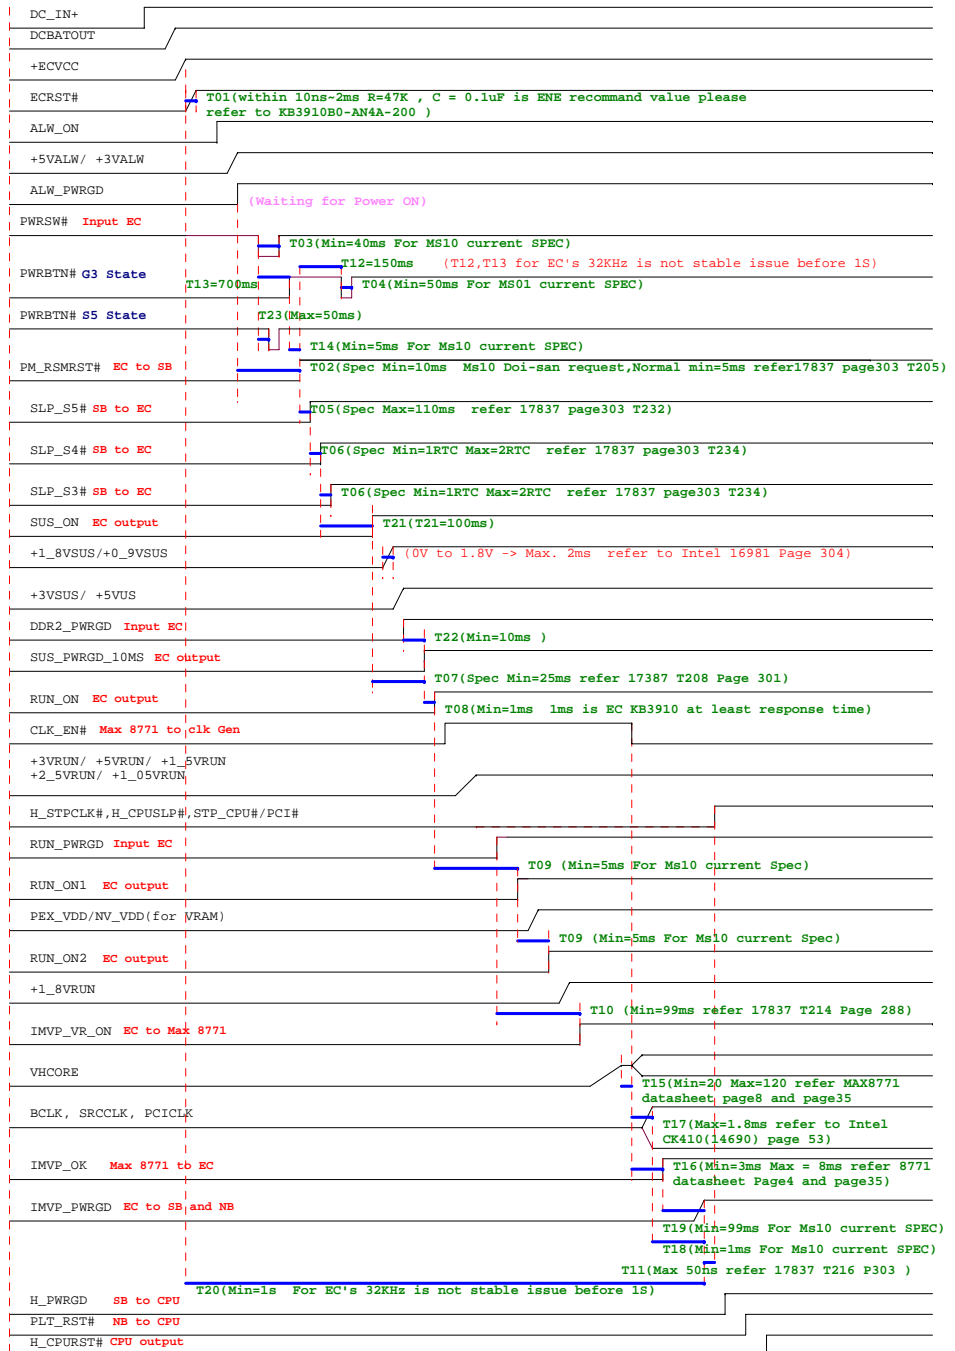 DC_IN+
DCBATOUT
+ECVCC
ECRST#
T01(within 10ns~2ms R=47K , C = 0.1uF is ENE recommand value please
refer to KB3910B0-AN4A-200 )
ALW_ON
+5VALW/ +3VALW
ALW_PWRGD
(Waiting for Power ON)
PWRSW# Input EC
T03(Min=40ms For MS10 current SPEC)
T12=150ms (T12,T13 for EC's 32KHz is not stable issue before 1S)
PWRBTN# G3 State
T13=700ms
T04(Min=50ms For MS01 current SPEC)
PWRBTN# S5 State
T23(Max=50ms)
T14(Min=5ms For Ms10 current SPEC)
PM_RSMRST# EC to SB
T02(Spec Min=10ms Ms10 Doi-san request,Normal min=5ms refer17837 page303 T205)
SLP_S5# SB to EC
T05(Spec Max=110ms refer 17837 page303 T232)
SLP_S4# SB to EC
T06(Spec Min=1RTC Max=2RTC refer 17837 page303 T234)
SLP_S3# SB to EC
T06(Spec Min=1RTC Max=2RTC refer 17837 page303 T234)
SUS_ON EC output
T21(T21=100ms)
+1_8VSUS/+0_9VSUS
(0V to 1.8V -> Max. 2ms refer to Intel 16981 Page 304)
+3VSUS/ +5VUS
DDR2_PWRGD Input EC
T22(Min=10ms )
SUS_PWRGD_10MS EC output
T07(Spec Min=25ms refer 17387 T208 Page 301)
RUN_ON EC output
T08(Min=1ms 1ms is EC KB3910 at least response time)
CLK_EN# Max 8771 to clk Gen
+3VRUN/ +5VRUN/ +1_5VRUN
+2_5VRUN/ +1_05VRUN
H_STPCLK#,H_CPUSLP#,STP_CPU#/PCI#
RUN_PWRGD Input EC
T09 (Min=5ms For Ms10 current Spec)
RUN_ON1 EC output
PEX_VDD/NV_VDD(for VRAM)
T09 (Min=5ms For Ms10 current Spec)
RUN_ON2 EC output
+1_8VRUN
T10 (Min=99ms refer 17837 T214 Page 288)
IMVP_VR_ON EC to Max 8771
VHCORE
T15(Min=20 Max=120 refer MAX8771
datasheet page8 and page35
BCLK, SRCCLK, PCICLK
T17(Max=1.8ms refer to Intel
CK410(14690) page 53)
IMVP_OK Max 8771 to EC
T16(Min=3ms Max = 8ms refer 8771
datasheet Page4 and page35)
IMVP_PWRGD EC to SB and NB
T19(Min=99ms For Ms10 current SPEC)
T18(Min=1ms For Ms10 current SPEC)
T11(Max 50ns refer 17837 T216 P303 )
T20(Min=1s For EC's 32KHz is not stable issue before 1S)
H_PWRGD SB to CPU
PLT_RST# NB to CPU
H_CPURST# CPU output